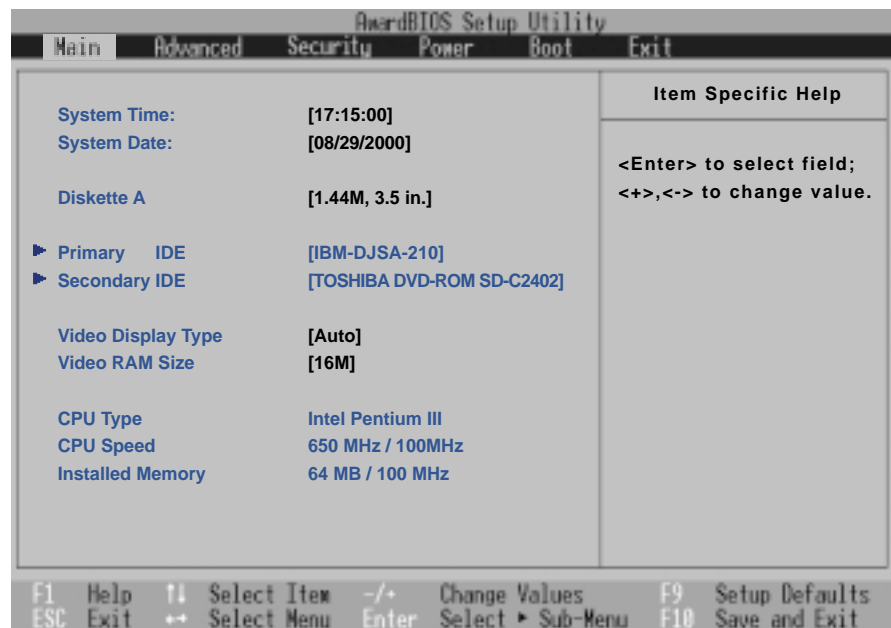 AwardBIOS Setup Utility
Main Advanced Security Power Boot Exit
Item Specific Help
System Time: [17:15:00]
System Date: [08/29/2000]
<Enter> to select field;
<+>,<-> to change value.
Diskette A [1.44M, 3.5 in.]
Primary IDE [IBM-DJSA-210]
Secondary IDE [TOSHIBA DVD-ROM SD-C2402]
Video Display Type [Auto]
Video RAM Size [16M]
CPU Type Intel Pentium III
CPU Speed 650 MHz / 100MHz
Installed Memory 64 MB / 100 MHz
F1 Help ↑↓ Select Item -/+ Change Values F9 Setup Defaults
ESC Exit ←→ Select Menu Enter Select ► Sub-Menu F10 Save and Exit